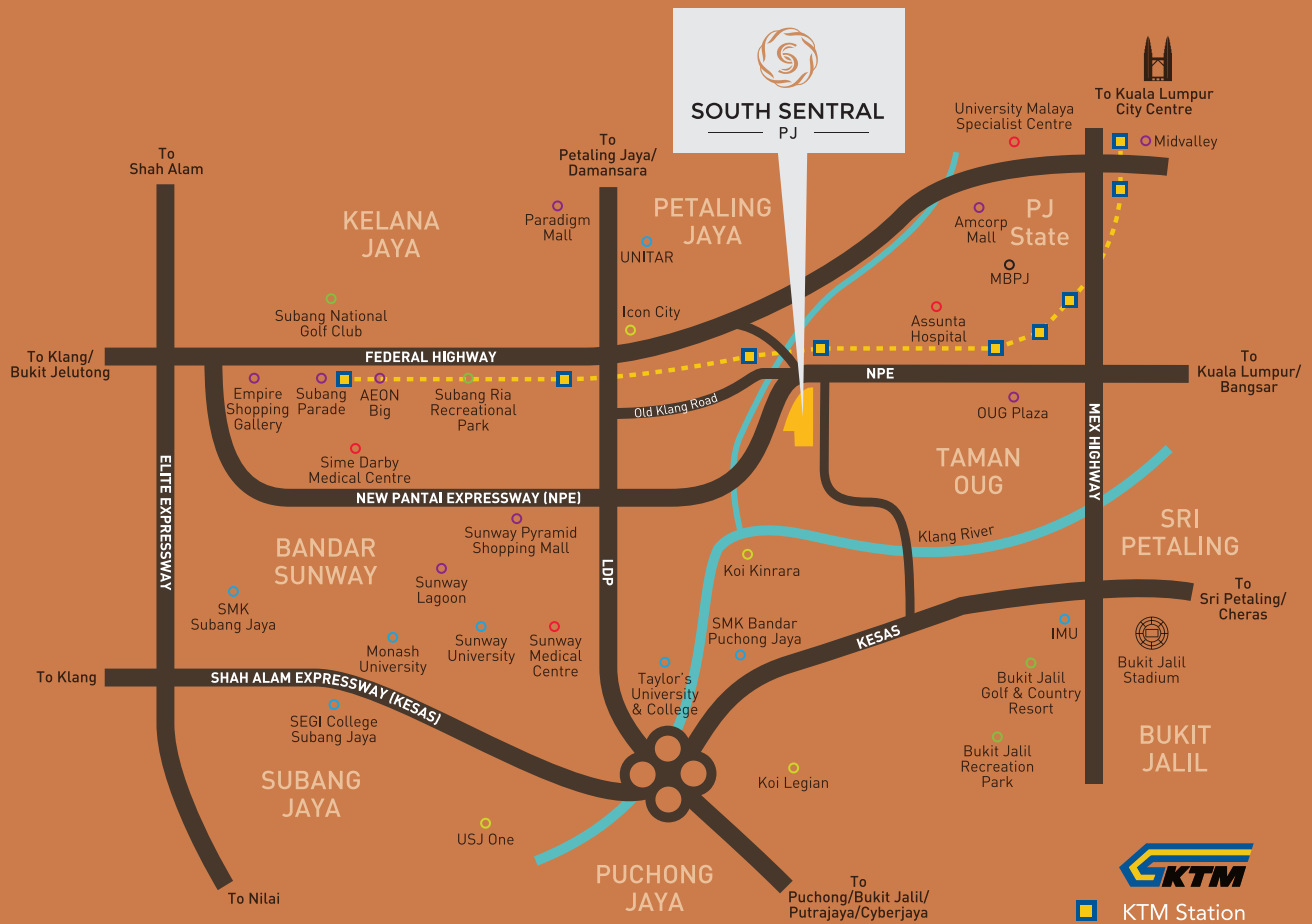 SOUTH SENTRAL
PJ
To Kuala Lumpur
City Centre
University Malaya
Specialist Centre
Midvalley
To
Shah Alam
To
Petaling Jaya/
Damansara
KELANA
JAYA
Paradigm
Mall
PETALING
JAYA
UNITAR
Amcorp
Mall
PJ
State
MBPJ
Subang National
Golf Club
Icon City
Assunta
Hospital
To Klang/
Bukit Jelutong
FEDERAL HIGHWAY
NPE
To
Kuala Lumpur/
Bangsar
Empire
Shopping
Gallery
Subang
Parade
AEON
Big
Subang Ria
Recreational
Park
Old Klang Road
OUG Plaza
MEX HIGHWAY
Sime Darby
Medical Centre
TAMAN
OUG
ELITE EXPRESSWAY
NEW PANTAI EXPRESSWAY (NPE)
Sunway Pyramid
Shopping Mall
LDP
Klang River
SRI
PETALING
BANDAR
SUNWAY
Koi Kinrara
Sunway
Lagoon
SMK
Subang Jaya
To
Sri Petaling/
Cheras
Monash
University
Sunway
University
Sunway
Medical
Centre
SMK Bandar
Puchong Jaya
KESAS
IMU
Bukit Jalil
Stadium
To Klang
SHAH ALAM EXPRESSWAY (KESAS)
Taylor's
University
& College
Bukit Jalil
Golf & Country
Resort
SEGI College
Subang Jaya
BUKIT
JALIL
Bukit Jalil
Recreation
Park
SUBANG
JAYA
Koi Legian
USJ One
PUCHONG
JAYA
To Nilai
To
Puchong/Bukit Jalil/
Putrajaya/Cyberjaya
KTM
KTM Station